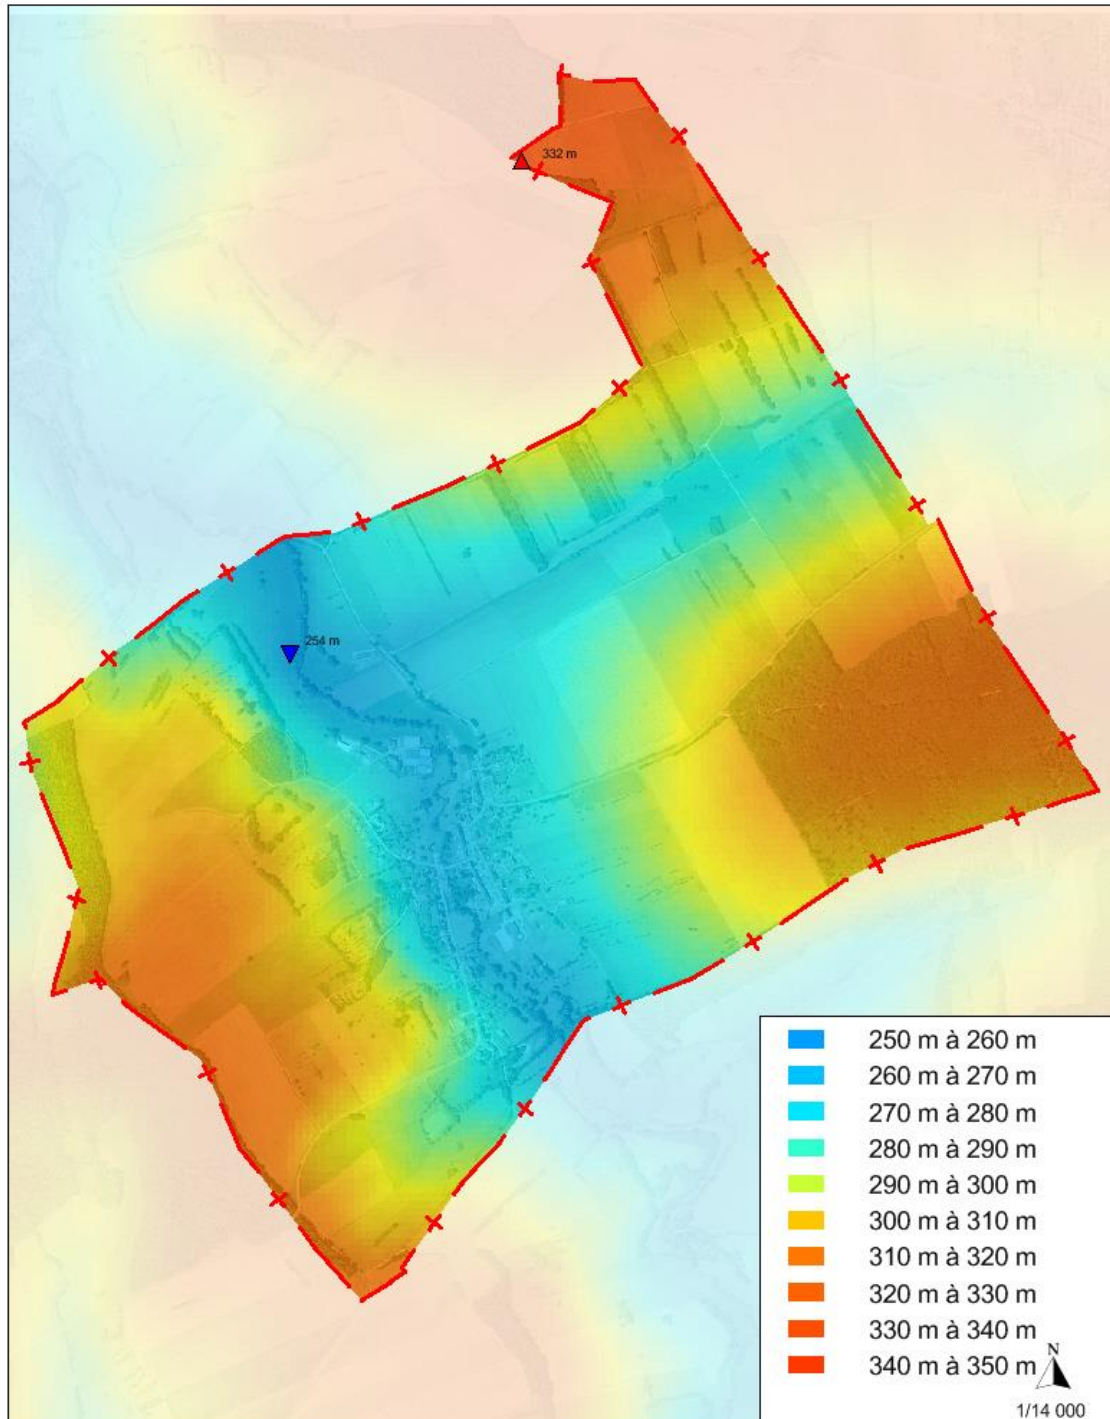 332 m
254 m
250 m à 260 m
260 m à 270 m
270 m à 280 m
280 m à 290 m
290 m à 300 m
300 m à 310 m
310 m à 320 m
320 m à 330 m
330 m à 340 m
340 m à 350 m
N
1/14 000